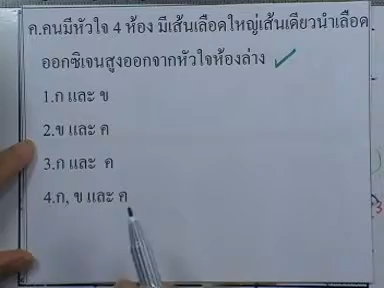 ค.คนมีหัวใจ 4 ห้อง มีเส้นเลือดใหญ่เส้นเดียวนำเลือด
ออกซิเจนสูงออกจากหัวใจห้องล่าง
1.ก และ ข
2.ข และ ค
3.ก และ ค
4.ก, ข และ ค